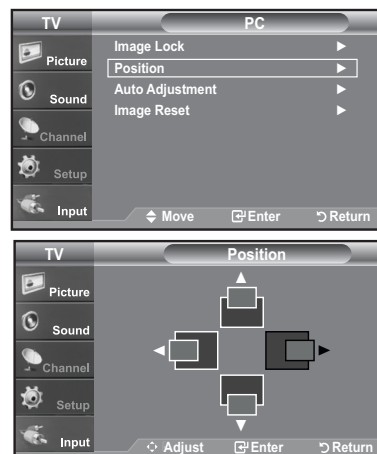 TV PC
Picture
Sound
Channel
Setup
Input
Image Lock
Position
Auto Adjustment
Image Reset
Move Enter Return
TV Position
Picture
Sound
Channel
Setup
Input
Adjust Enter Return